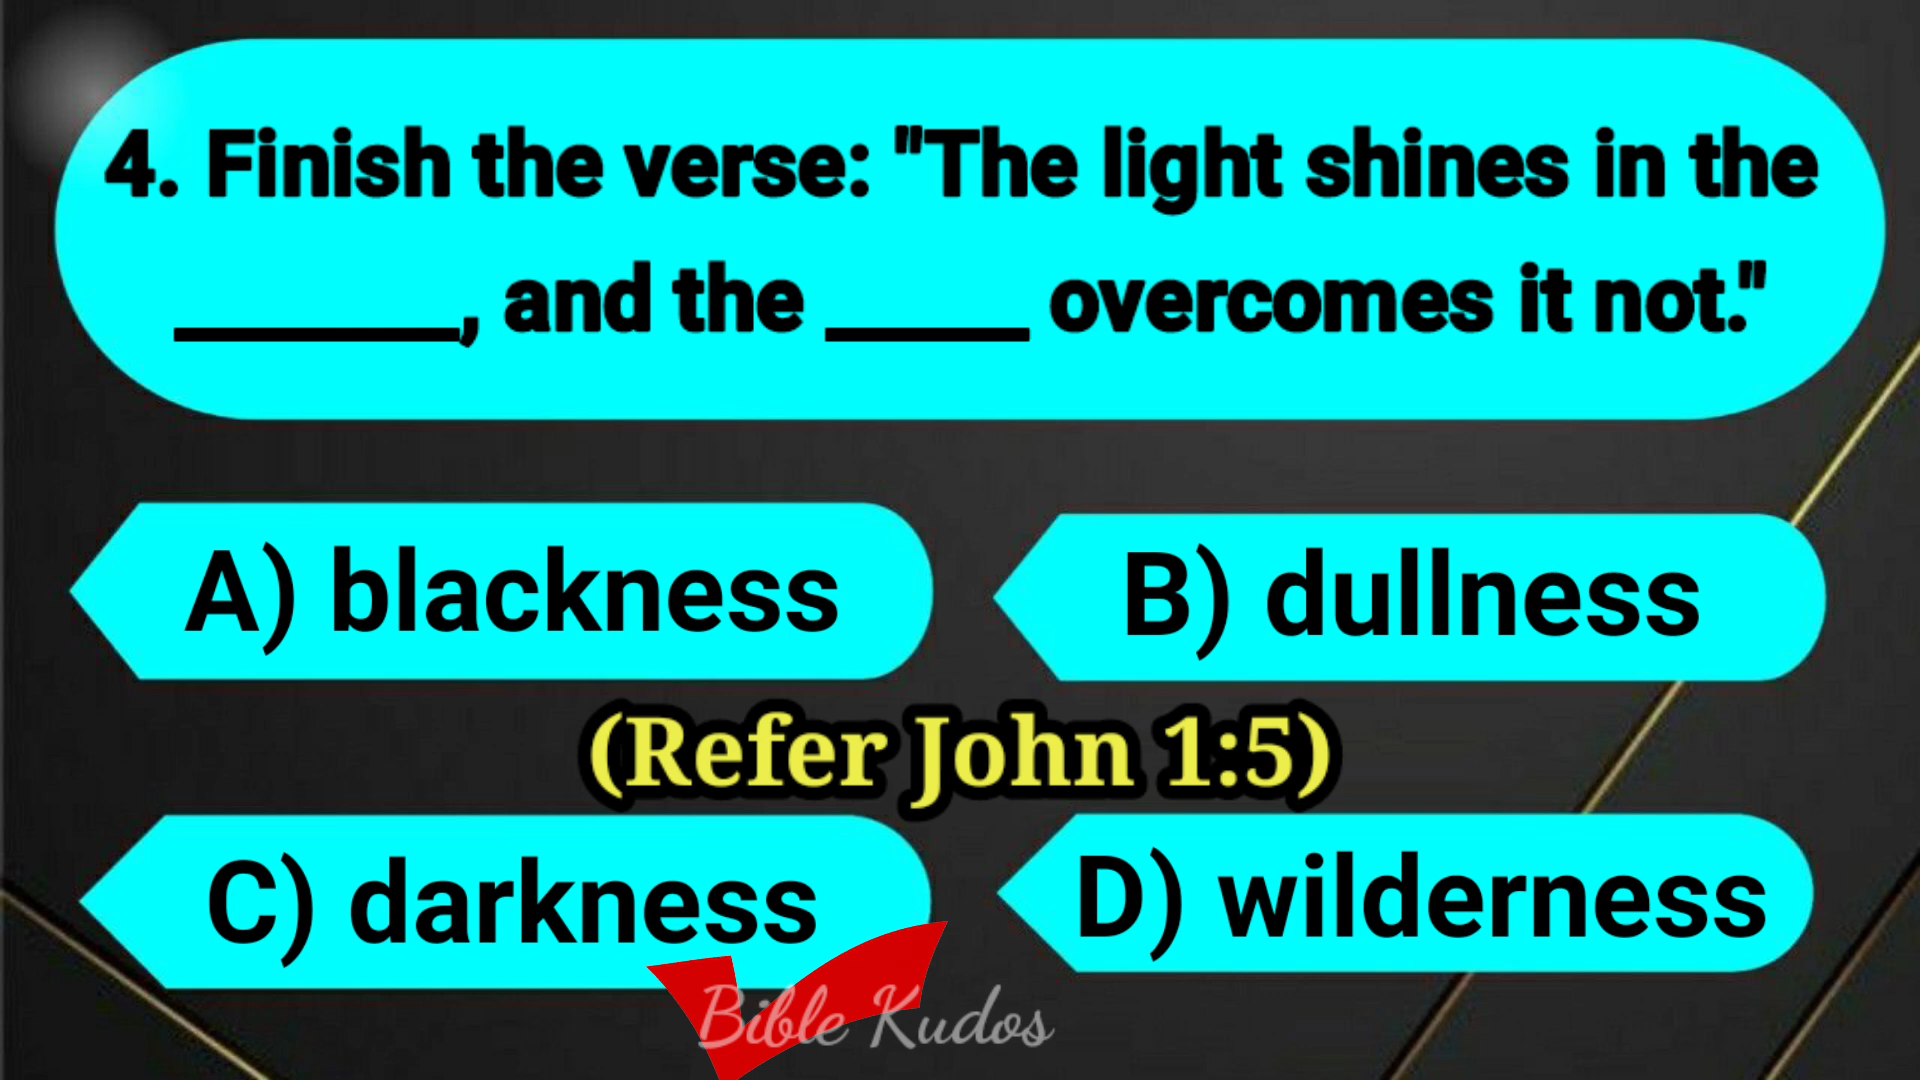 4. Finish the verse: "The light shines in the
______, and the ____ overcomes it not."
A) blackness
B) dullness
(Refer John 1:5)
C) darkness
D) wilderness
Bible Kudos